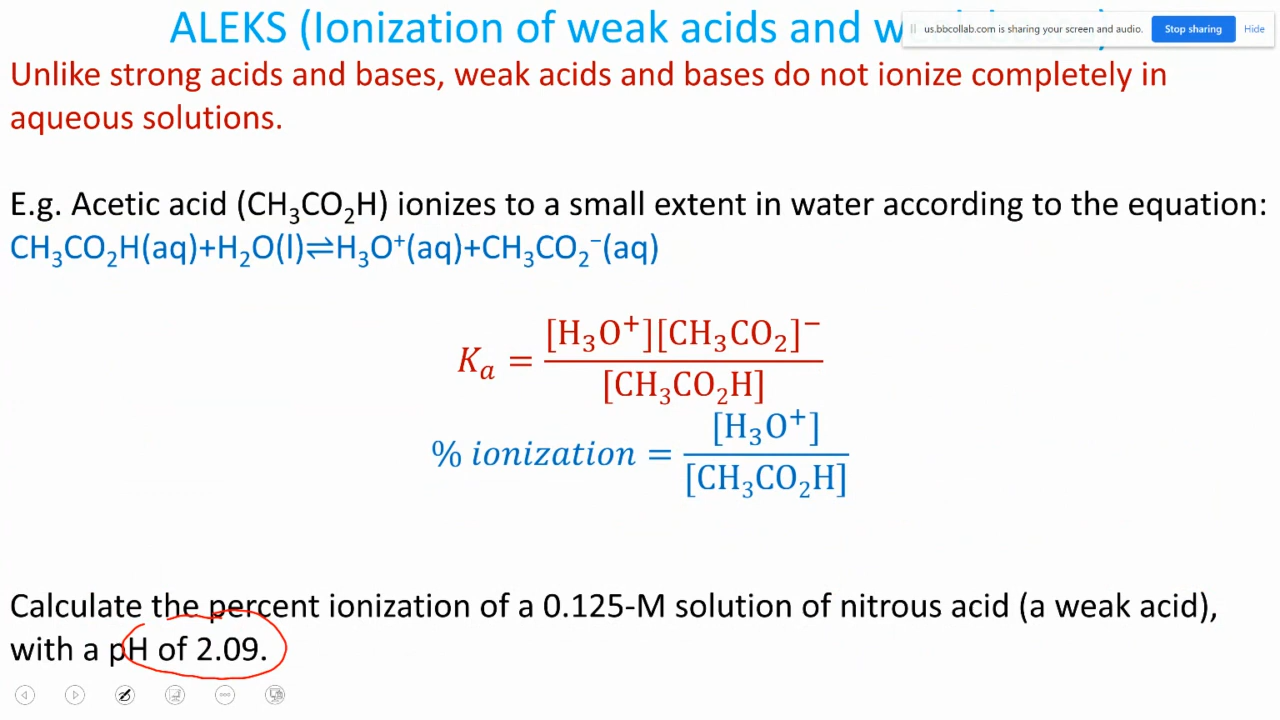 ALEKS (Ionization of weak acids and w
us.bbcollab.com is sharing your screen and audio. Stop sharing Hide
Unlike strong acids and bases, weak acids and bases do not ionize completely in
aqueous solutions.
E.g. Acetic acid (CH₃CO₂H) ionizes to a small extent in water according to the equation:
CH₃CO₂H(aq)+H₂O(l)⇌H₃O⁺(aq)+CH₃CO₂⁻(aq)
Kₐ = [H₃O⁺][CH₃CO₂]⁻ / [CH₃CO₂H]
% ionization = [H₃O⁺] / [CH₃CO₂H]
Calculate the percent ionization of a 0.125-M solution of nitrous acid (a weak acid),
with a pH of 2.09.